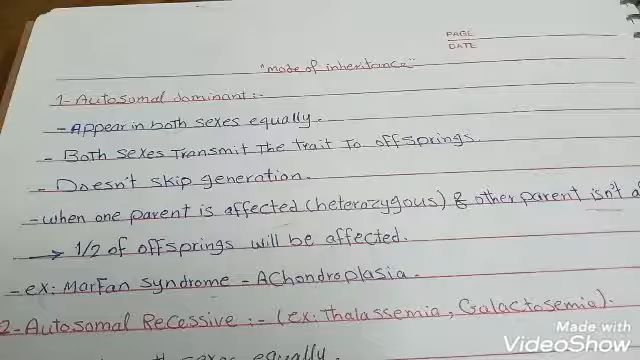 PAGE
DATE
"mode of inheritance"
1- Autosomal dominant:-
- Appear in both sexes equally.
- Both sexes Transmit The trait To offsprings.
- Doesn't skip generation.
- when one parent is affected (heterozygous) & other parent isn't
→ 1/2 of offsprings will be affected.
- ex: Marfan syndrome - AChondroplasia.
2- Autosomal Recessive :- (ex: Thalassemia, Galactosemia).
equally.
Made with
VideoShow